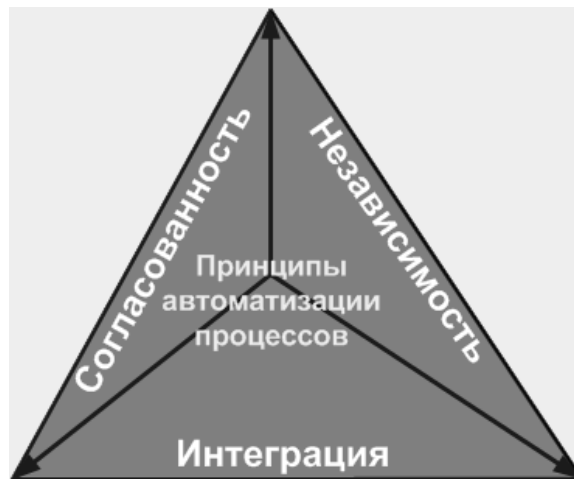 Согласованность
Независимость
Принципы
автоматизации
процессов
Интеграция